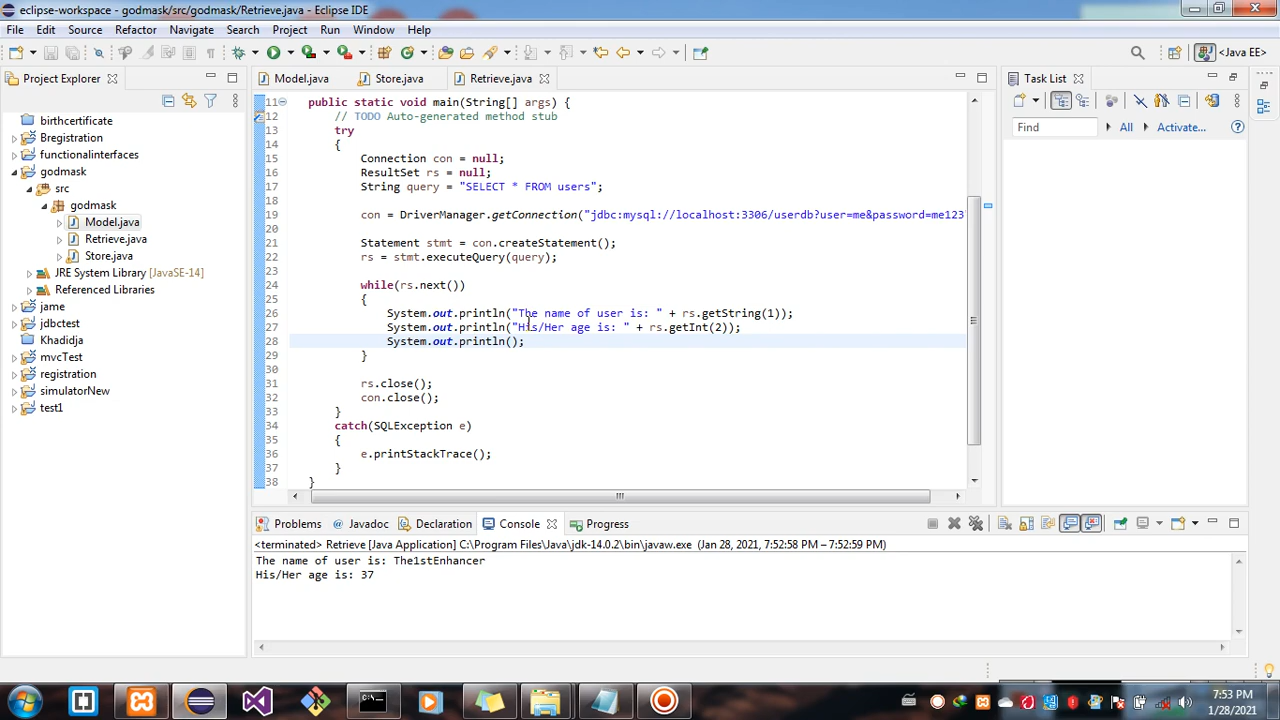 eclipse-workspace - godmask/src/godmask/Retrieve.java - Eclipse IDE
File Edit Source Refactor Navigate Search Project Run Window Help
<Java EE>
Project Explorer
birthcertificate
Bregistration
functionalinterfaces
godmask
src
godmask
Model.java
Retrieve.java
Store.java
JRE System Library [JavaSE-14]
Referenced Libraries
jame
jdbctest
Khadidja
mvcTest
registration
simulatorNew
test1
Model.java Store.java Retrieve.java
11 public static void main(String[] args) {
12 // TODO Auto-generated method stub
13 try
14 {
15 Connection con = null;
16 ResultSet rs = null;
17 String query = "SELECT * FROM users";
18
19 con = DriverManager.getConnection("jdbc:mysql://localhost:3306/userdb?user=me&password=me123
20
21 Statement stmt = con.createStatement();
22 rs = stmt.executeQuery(query);
23
24 while(rs.next())
25 {
26 System.out.println("The name of user is: " + rs.getString(1));
27 System.out.println("His/Her age is: " + rs.getInt(2));
28 System.out.println();
29 }
30
31 rs.close();
32 con.close();
33 }
34 catch(SQLException e)
35 {
36 e.printStackTrace();
37 }
38 }
Task List
Find All Activate...
Problems Javadoc Declaration Console Progress
<terminated> Retrieve [Java Application] C:\Program Files\Java\jdk-14.0.2\bin\javaw.exe (Jan 28, 2021, 7:52:58 PM – 7:52:59 PM)
The name of user is: The1stEnhancer
His/Her age is: 37
7:53 PM
1/28/2021